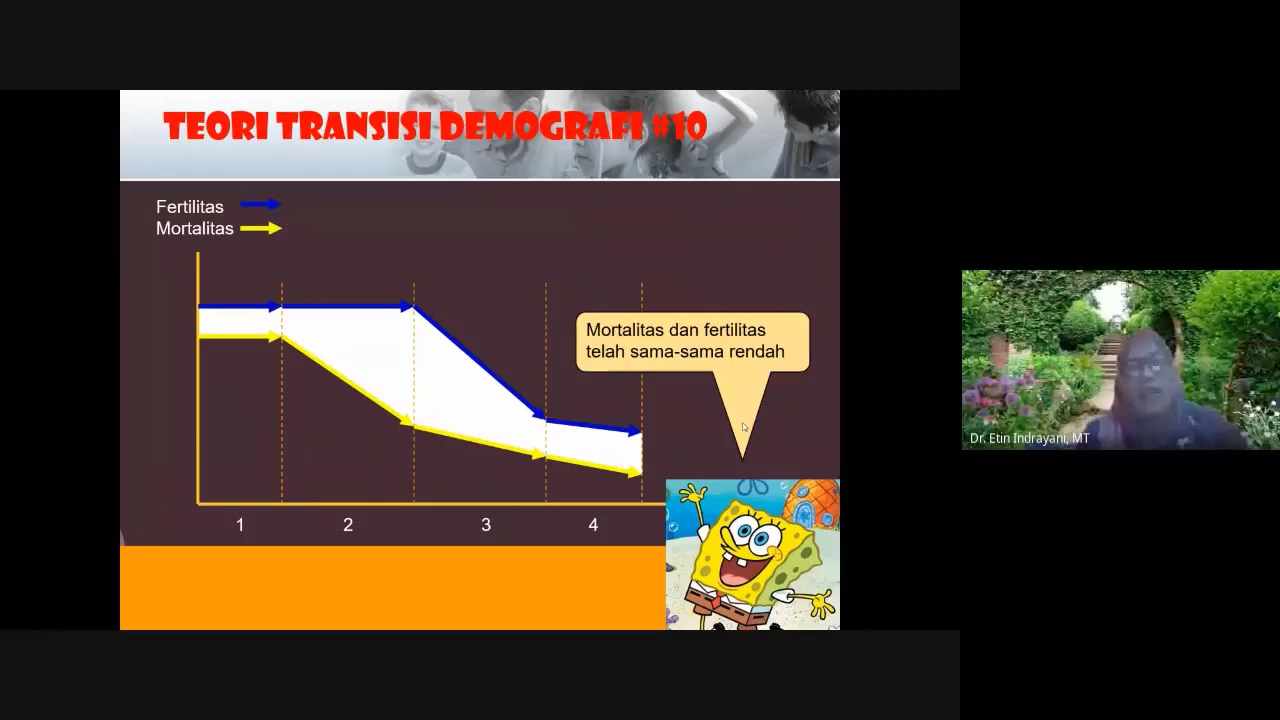 TEORI TRANSISI DEMOGRAFI #10
Fertilitas
Mortalitas
Mortalitas dan fertilitas
telah sama-sama rendah
1 2 3 4
Dr. Etin Indrayani, MT